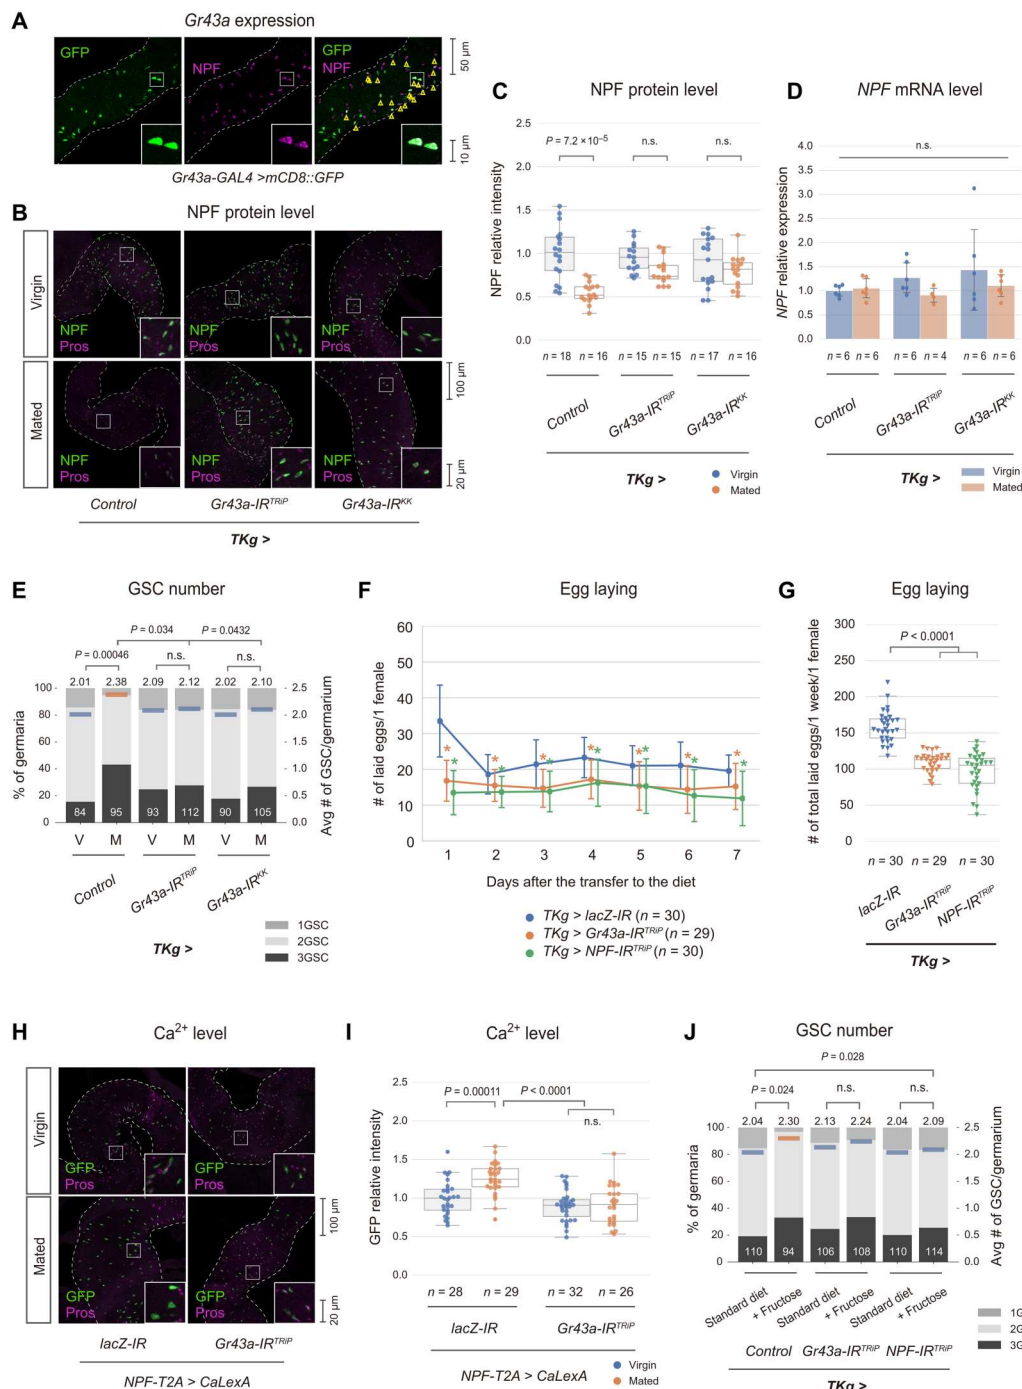 A
Gr43a expression
GFP
NPF
GFP
NPF
50 µm
10 µm
Gr43a-GAL4 >mCD8::GFP
B
NPF protein level
Virgin
Mated
NPF
Pros
NPF
Pros
NPF
Pros
NPF
Pros
NPF
Pros
NPF
Pros
100 µm
20 µm
Control
Gr43a-IR^TRiP
Gr43a-IR^KK
TKg >
C
NPF protein level
NPF relative intensity
2.5
2.0
1.5
1.0
0.5
0.0
P = 7.2 ×10⁻⁵
n.s.
n.s.
n = 18
n = 16
n = 15
n = 15
n = 17
n = 16
Control
Gr43a-IR^TRiP
Gr43a-IR^KK
TKg >
Virgin
Mated
D
NPF mRNA level
NPF relative expression
4.0
3.5
3.0
2.5
2.0
1.5
1.0
0.5
0.0
n.s.
n = 6
n = 6
n = 6
n = 4
n = 6
n = 6
Control
Gr43a-IR^TRiP
Gr43a-IR^KK
TKg >
Virgin
Mated
E
GSC number
P = 0.034
P = 0.0432
P = 0.00046
n.s.
n.s.
2.01 2.38 2.09 2.12 2.02 2.10
% of germaria
100
80
60
40
20
0
Avg # of GSC/germarium
2.5
2.0
1.5
1.0
0.5
0.0
84 95 93 112 90 105
V M V M V M
Control
Gr43a-IR^TRiP
Gr43a-IR^KK
TKg >
1GSC
2GSC
3GSC
F
Egg laying
# of laid eggs/1 female
60
50
40
30
20
10
0
* * * * * * *
* * * * * * *
1 2 3 4 5 6 7
Days after the transfer to the diet
TKg > lacZ-IR (n = 30)
TKg > Gr43a-IR^TRiP (n = 29)
TKg > NPF-IR^TRiP (n = 30)
G
Egg laying
# of total laid eggs/1 week/1 female
300
250
200
150
100
50
0
P < 0.0001
n = 30
n = 29
n = 30
lacZ-IR
Gr43a-IR^TRiP
NPF-IR^TRiP
TKg >
H
Ca²⁺ level
Virgin
Mated
GFP
Pros
GFP
Pros
GFP
Pros
GFP
Pros
100 µm
20 µm
lacZ-IR
Gr43a-IR^TRiP
NPF-T2A > CaLexA
I
Ca²⁺ level
GFP relative intensity
2.5
2.0
1.5
1.0
0.5
0.0
P = 0.00011
P < 0.0001
n.s.
n = 28
n = 29
n = 32
n = 26
lacZ-IR
Gr43a-IR^TRiP
NPF-T2A > CaLexA
Virgin
Mated
J
GSC number
P = 0.028
P = 0.024
n.s.
n.s.
2.04 2.30 2.13 2.24 2.04 2.09
% of germaria
100
80
60
40
20
0
Avg # of GSC/germarium
2.5
2.0
1.5
1.0
0.5
0.0
110 94 106 108 110 114
Standard diet
+ Fructose
Standard diet
+ Fructose
Standard diet
+ Fructose
Control
Gr43a-IR^TRiP
NPF-IR^TRiP
TKg >
1G
2G
3G